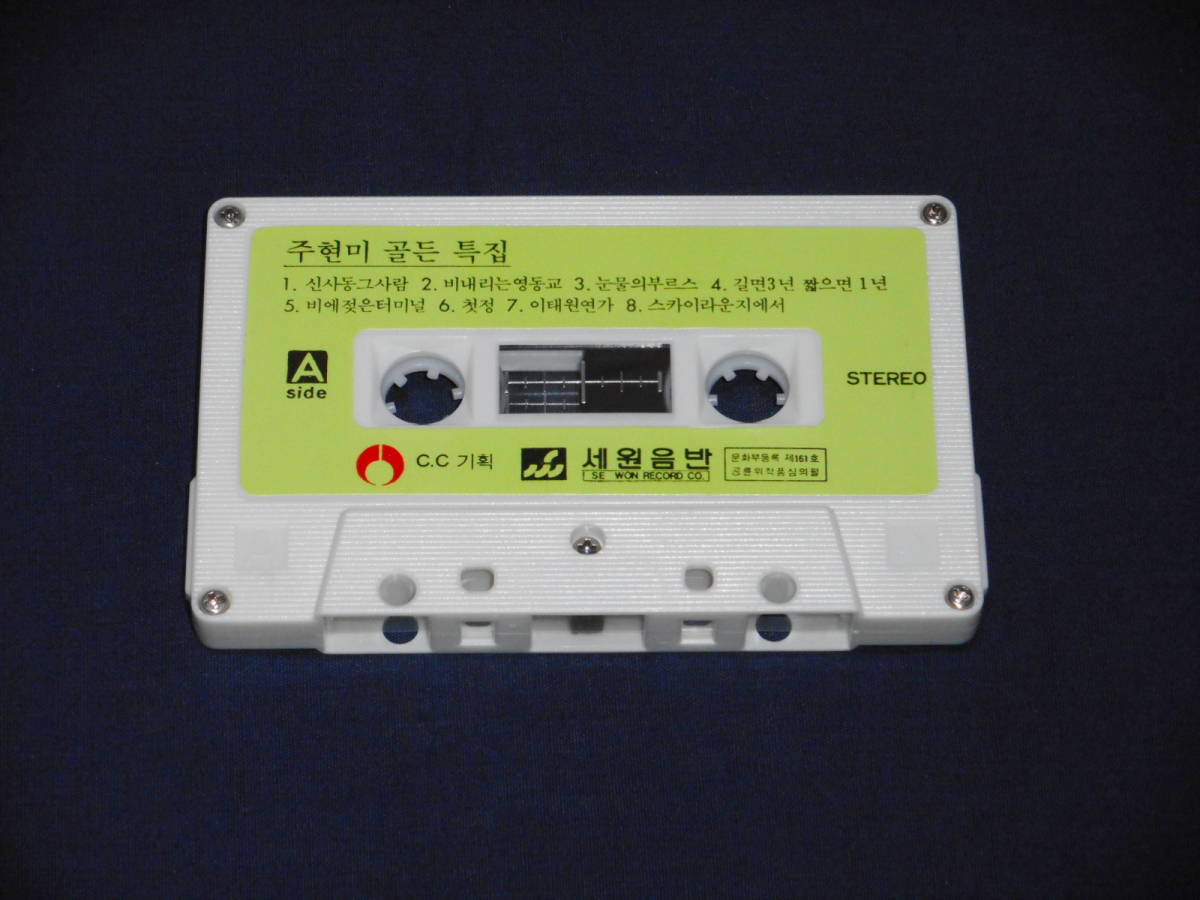 주현미 골든 특집
1. 신사동그사람 2. 비내리는영동교 3. 눈물의부르스 4. 길면3년 짧으면 1년
5. 비에젖은터미널 6. 첫정 7. 이태원연가 8. 스카이라운지에서
A
side
STEREO
C.C 기획
세원음반
SE WON RECORD CO.
문화부등록 제161호
공륜위작품심의필